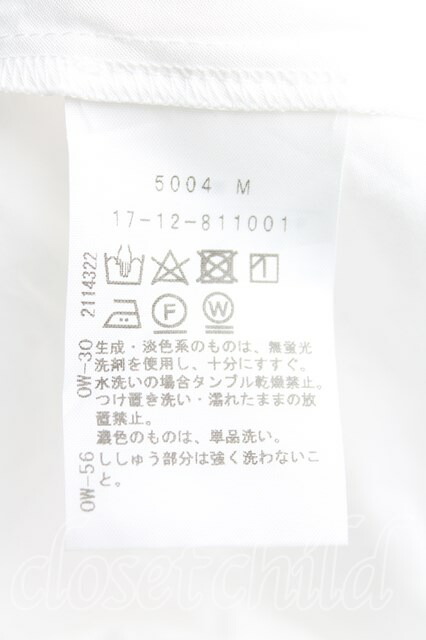 5004 M
17-12-811001
2114322
F W
OW-30
生成・淡色系のものは、無蛍光
洗剤を使用し、十分にすすぐ。
水洗いの場合タンブル乾燥禁止。
つけ置き洗い・濡れたままの放
置禁止。
濃色のものは、単品洗い。
OW-56
ししゅう部分は強く洗わないこ
と。
closetchild